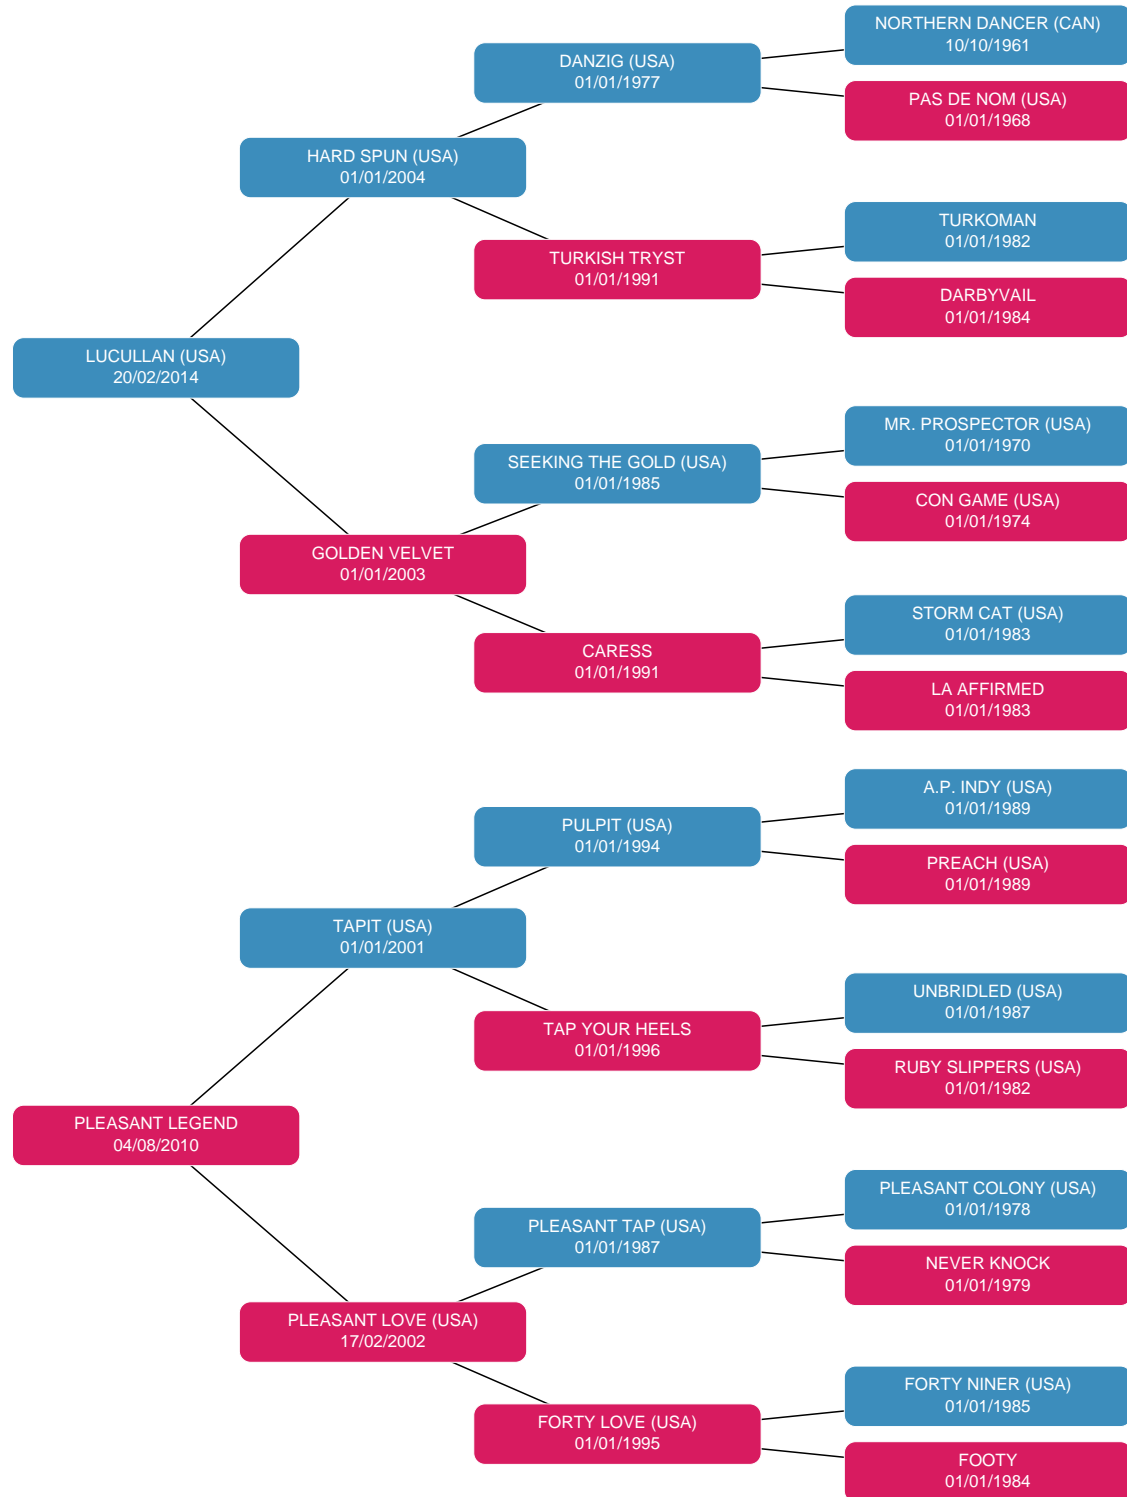 NORTHERN DANCER (CAN)
10/10/1961
DANZIG (USA)
01/01/1977
PAS DE NOM (USA)
01/01/1968
HARD SPUN (USA)
01/01/2004
TURKOMAN
01/01/1982
TURKISH TRYST
01/01/1991
DARBYVAIL
01/01/1984
LUCULLAN (USA)
20/02/2014
MR. PROSPECTOR (USA)
01/01/1970
SEEKING THE GOLD (USA)
01/01/1985
CON GAME (USA)
01/01/1974
GOLDEN VELVET
01/01/2003
STORM CAT (USA)
01/01/1983
CARESS
01/01/1991
LA AFFIRMED
01/01/1983
A.P. INDY (USA)
01/01/1989
PULPIT (USA)
01/01/1994
PREACH (USA)
01/01/1989
TAPIT (USA)
01/01/2001
UNBRIDLED (USA)
01/01/1987
TAP YOUR HEELS
01/01/1996
RUBY SLIPPERS (USA)
01/01/1982
PLEASANT LEGEND
04/08/2010
PLEASANT COLONY (USA)
01/01/1978
PLEASANT TAP (USA)
01/01/1987
NEVER KNOCK
01/01/1979
PLEASANT LOVE (USA)
17/02/2002
FORTY NINER (USA)
01/01/1985
FORTY LOVE (USA)
01/01/1995
FOOTY
01/01/1984